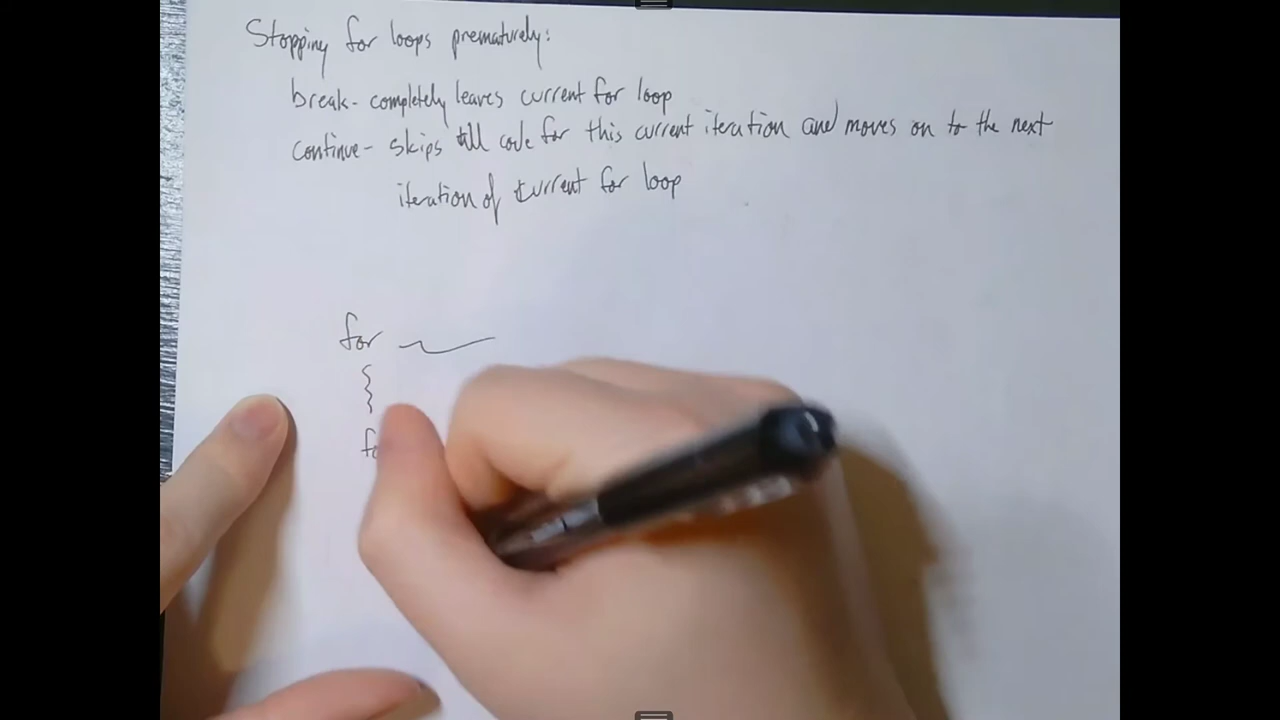 Stopping for loops prematurely:
break- completely leaves current for loop
continue- skips all code for this current iteration and moves on to the next
iteration of current for loop
for